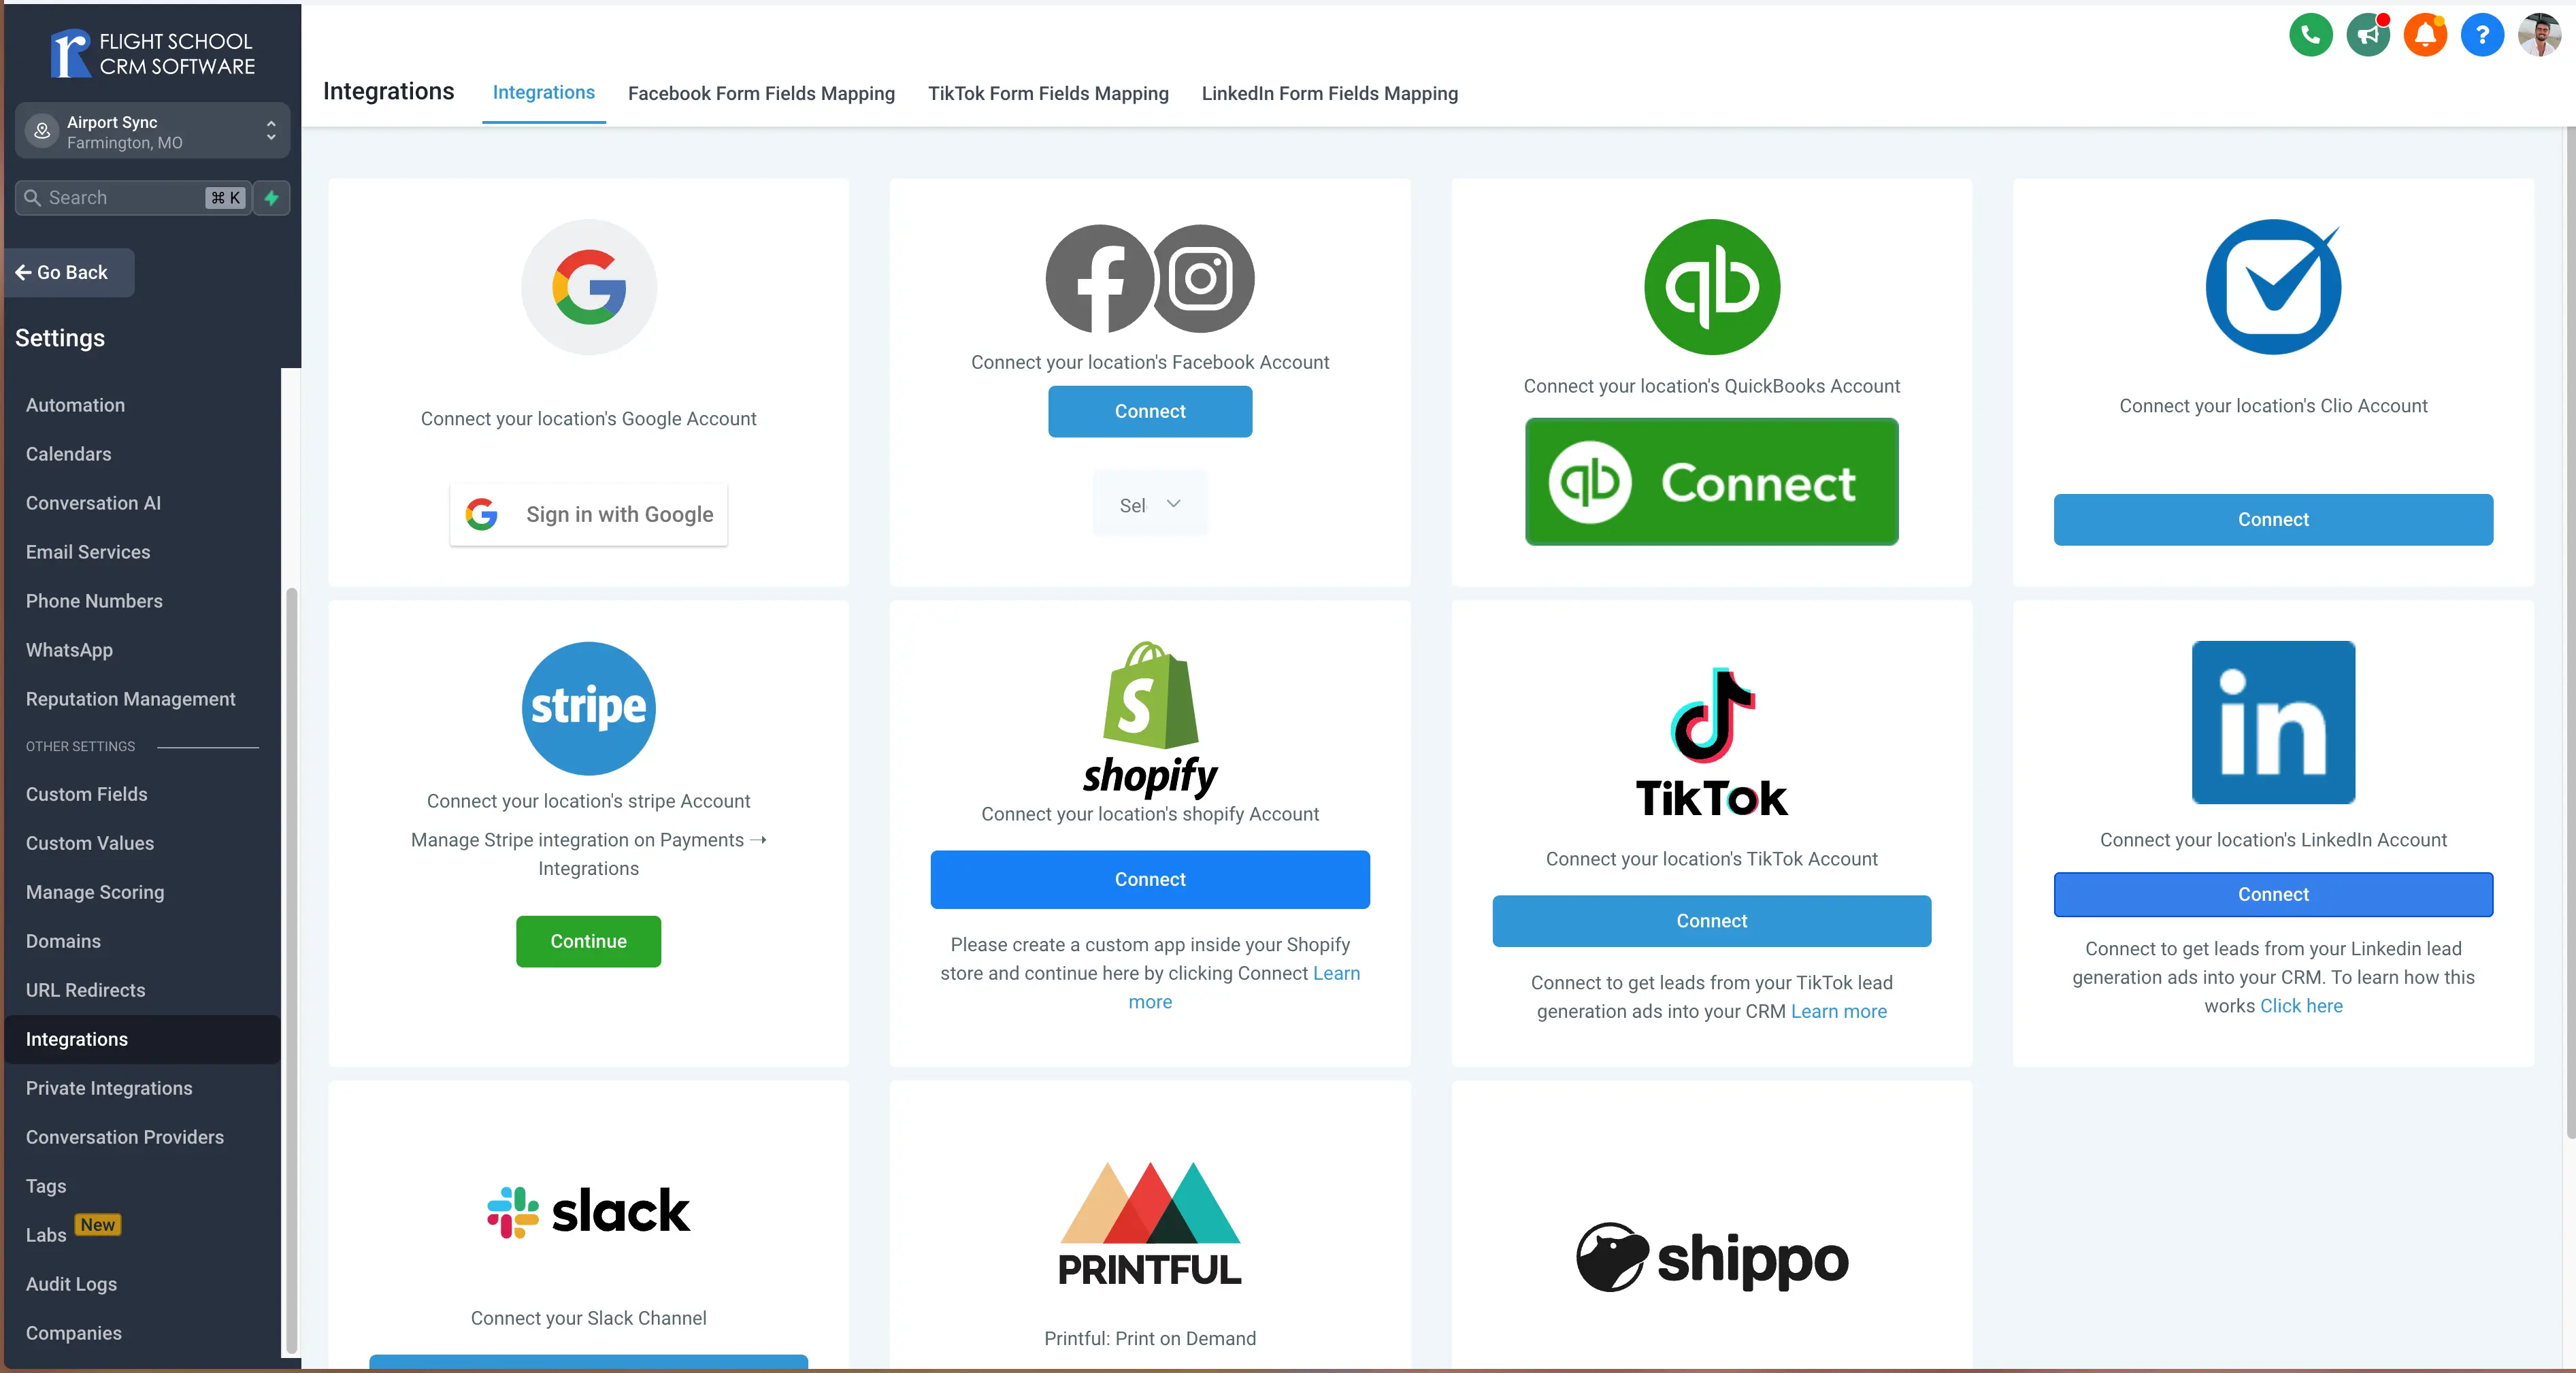 FLIGHT SCHOOL
CRM SOFTWARE
Airport Sync
Farmington, MO
Search
⌘ K
Go Back
Settings
Automation
Calendars
Conversation AI
Email Services
Phone Numbers
WhatsApp
Reputation Management
OTHER SETTINGS
Custom Fields
Custom Values
Manage Scoring
Domains
URL Redirects
Integrations
Private Integrations
Conversation Providers
Tags
Labs New
Audit Logs
Companies
Integrations
Integrations
Facebook Form Fields Mapping
TikTok Form Fields Mapping
LinkedIn Form Fields Mapping
?
Connect your location's Google Account
Sign in with Google
Connect your location's Facebook Account
Connect
Sel
qb
Connect your location's QuickBooks Account
qb Connect
Connect your location's Clio Account
Connect
stripe
Connect your location's stripe Account
Manage Stripe integration on Payments →
Integrations
Continue
shopify
Connect your location's shopify Account
Connect
Please create a custom app inside your Shopify
store and continue here by clicking Connect Learn
more
TikTok
Connect your location's TikTok Account
Connect
Connect to get leads from your TikTok lead
generation ads into your CRM Learn more
in
Connect your location's LinkedIn Account
Connect
Connect to get leads from your Linkedin lead
generation ads into your CRM. To learn how this
works Click here
slack
Connect your Slack Channel
PRINTFUL
Printful: Print on Demand
shippo